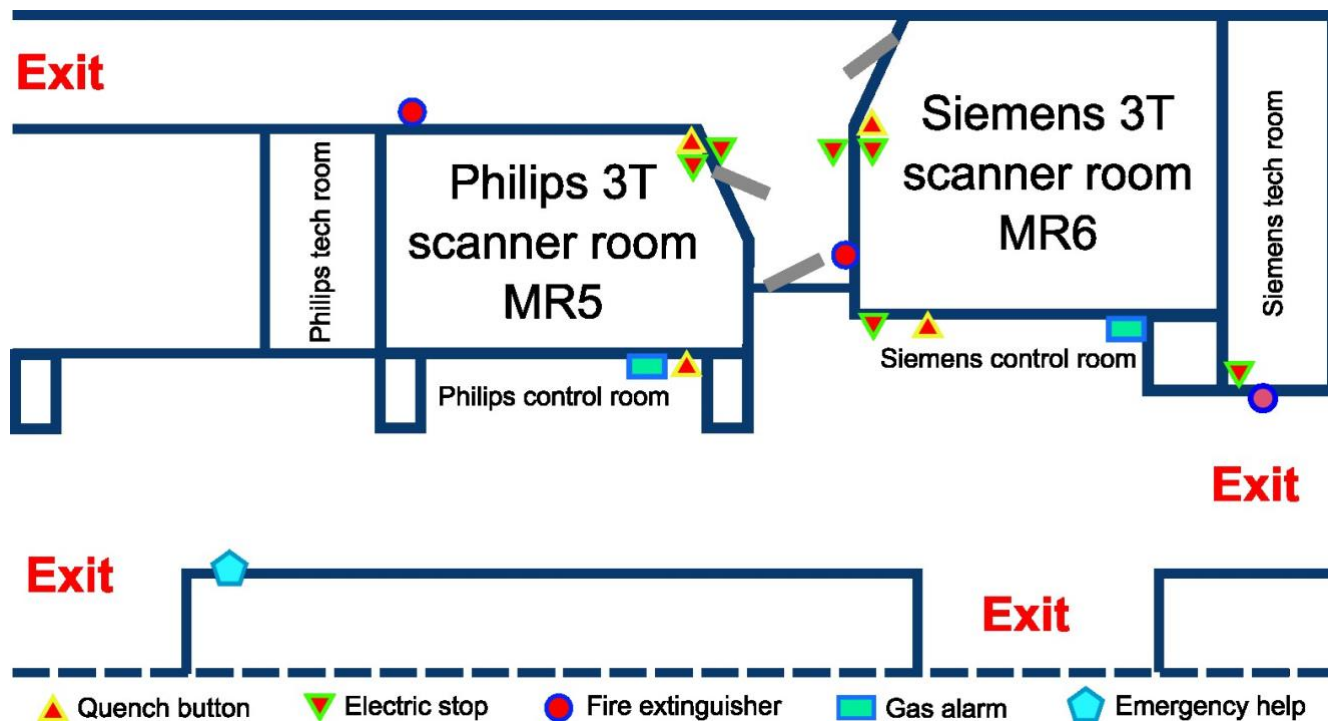 Exit
Philips tech room
Philips 3T
scanner room
MR5
Siemens 3T
scanner room
MR6
Siemens tech room
Philips control room
Siemens control room
Exit
Exit
Exit
Quench button
Electric stop
Fire extinguisher
Gas alarm
Emergency help